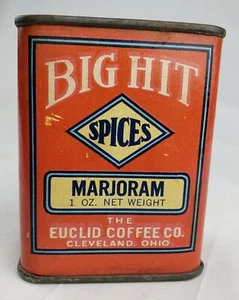 BIG HIT
SPICES
MARJORAM
1 OZ. NET WEIGHT
THE
EUCLID COFFEE CO.
CLEVELAND, OHIO.